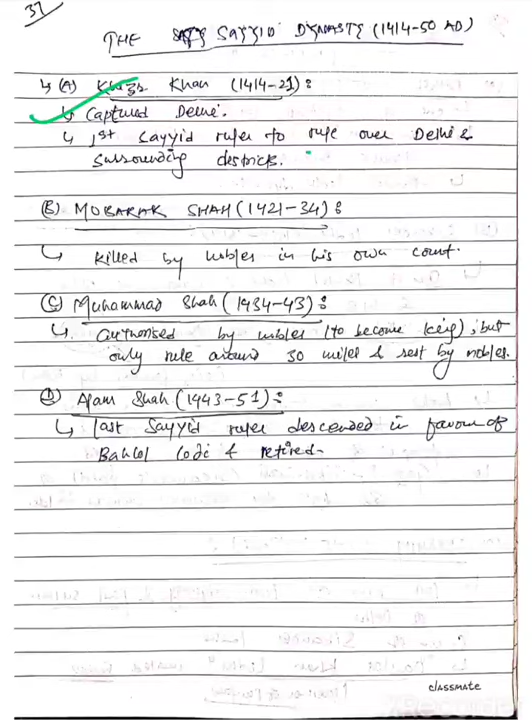 37
THE SAYYID DYNASTY (1414-50 AD)
↳ (A) Khizr Khan (1414-21):
↳ Captured Delhi.
↳ 1st Sayyid ruler to rule over Delhi &
surrounding districts.
(B) MOBARAK SHAH (1421-34):
↳ Killed by nobles in his own court.
(C) Muhammad Shah (1434-43):
↳ Authorised by nobles (to become king), but
only rule around 30 miles & rest by nobles.
(D) Alam Shah (1443-51):
↳ last Sayyid ruler descended in favour of
Bahlol Lodi & retired.
classmate